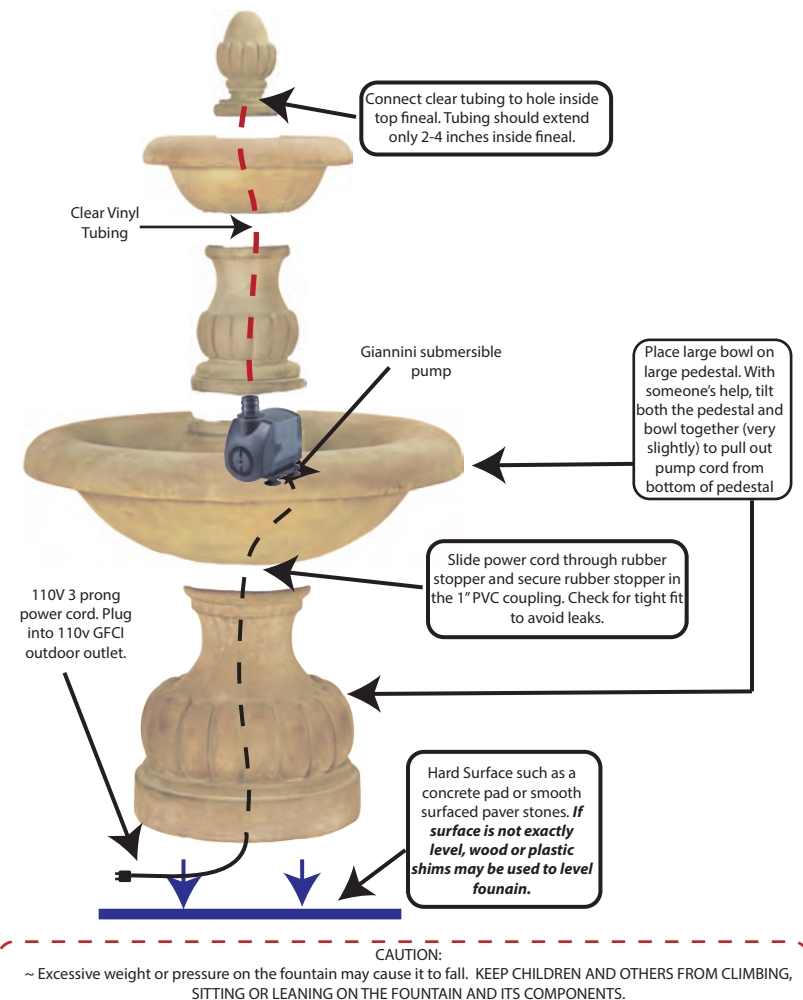 Connect clear tubing to hole inside
top fineal. Tubing should extend
only 2-4 inches inside fineal.
Clear Vinyl
Tubing
Giannini submersible
pump
Place large bowl on
large pedestal. With
someone's help, tilt
both the pedestal and
bowl together (very
slightly) to pull out
pump cord from
bottom of pedestal
Slide power cord through rubber
stopper and secure rubber stopper in
the 1" PVC coupling. Check for tight fit
to avoid leaks.
110V 3 prong
power cord. Plug
into 110v GFCI
outdoor outlet.
Hard Surface such as a
concrete pad or smooth
surfaced paver stones. If
surface is not exactly
level, wood or plastic
shims may be used to level
founain.
CAUTION:
~ Excessive weight or pressure on the fountain may cause it to fall. KEEP CHILDREN AND OTHERS FROM CLIMBING,
SITTING OR LEANING ON THE FOUNTAIN AND ITS COMPONENTS.